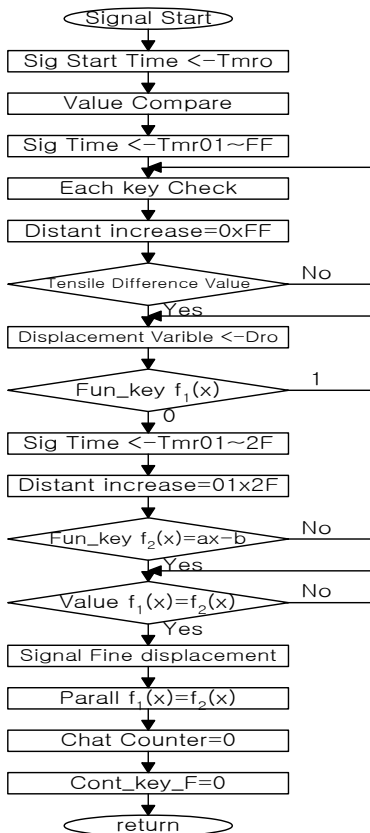 Signal Start
Sig Start Time <-Tmro
Value Compare
Sig Time <-Tmr01~FF
Each key Check
Distant increase=0xFF
Tensile Difference Value
No
Yes
Displacement Varible <-Dro
Fun_key f₁(x)
1
0
Sig Time <-Tmr01~2F
Distant increase=01x2F
Fun_key f₂(x)=ax-b
No
Yes
Value f₁(x)=f₂(x)
No
Yes
Signal Fine displacement
Parall f₁(x)=f₂(x)
Chat Counter=0
Cont_key_F=0
return